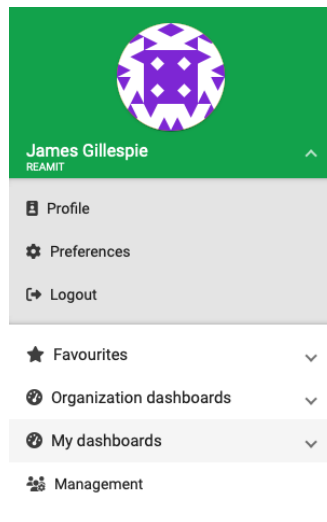 James Gillespie
REAMIT
Profile
Preferences
Logout
Favourites
Organization dashboards
My dashboards
Management